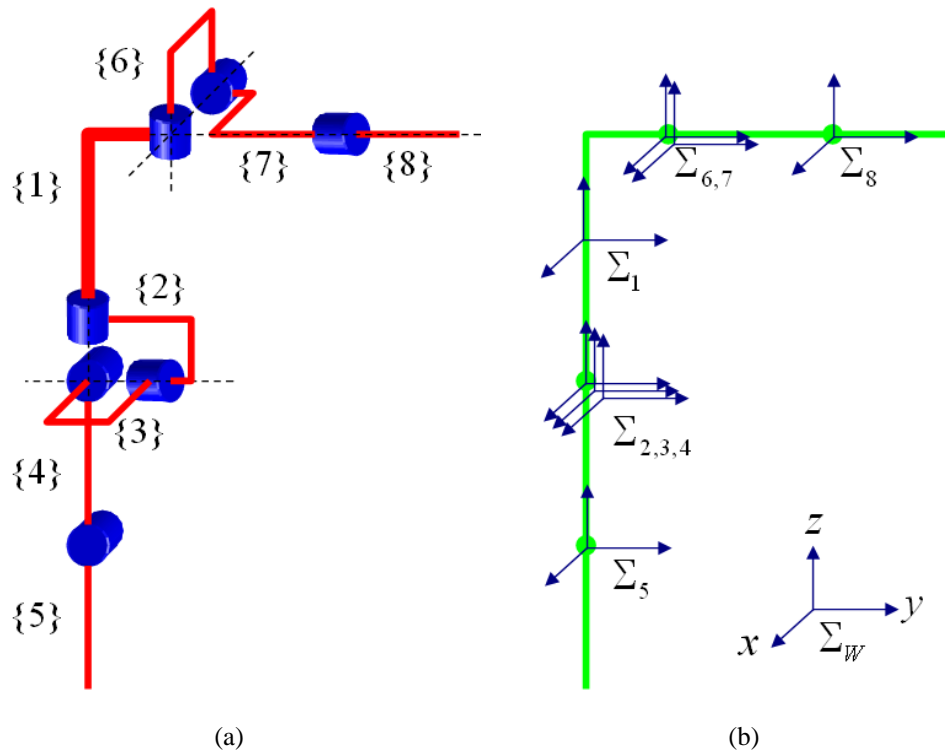 {6}
{7}
{8}
{1}
{2}
{3}
{4}
{5}
(a)
Σ6,7
Σ8
Σ1
Σ2,3,4
Σ5
z
y
x
ΣW
(b)